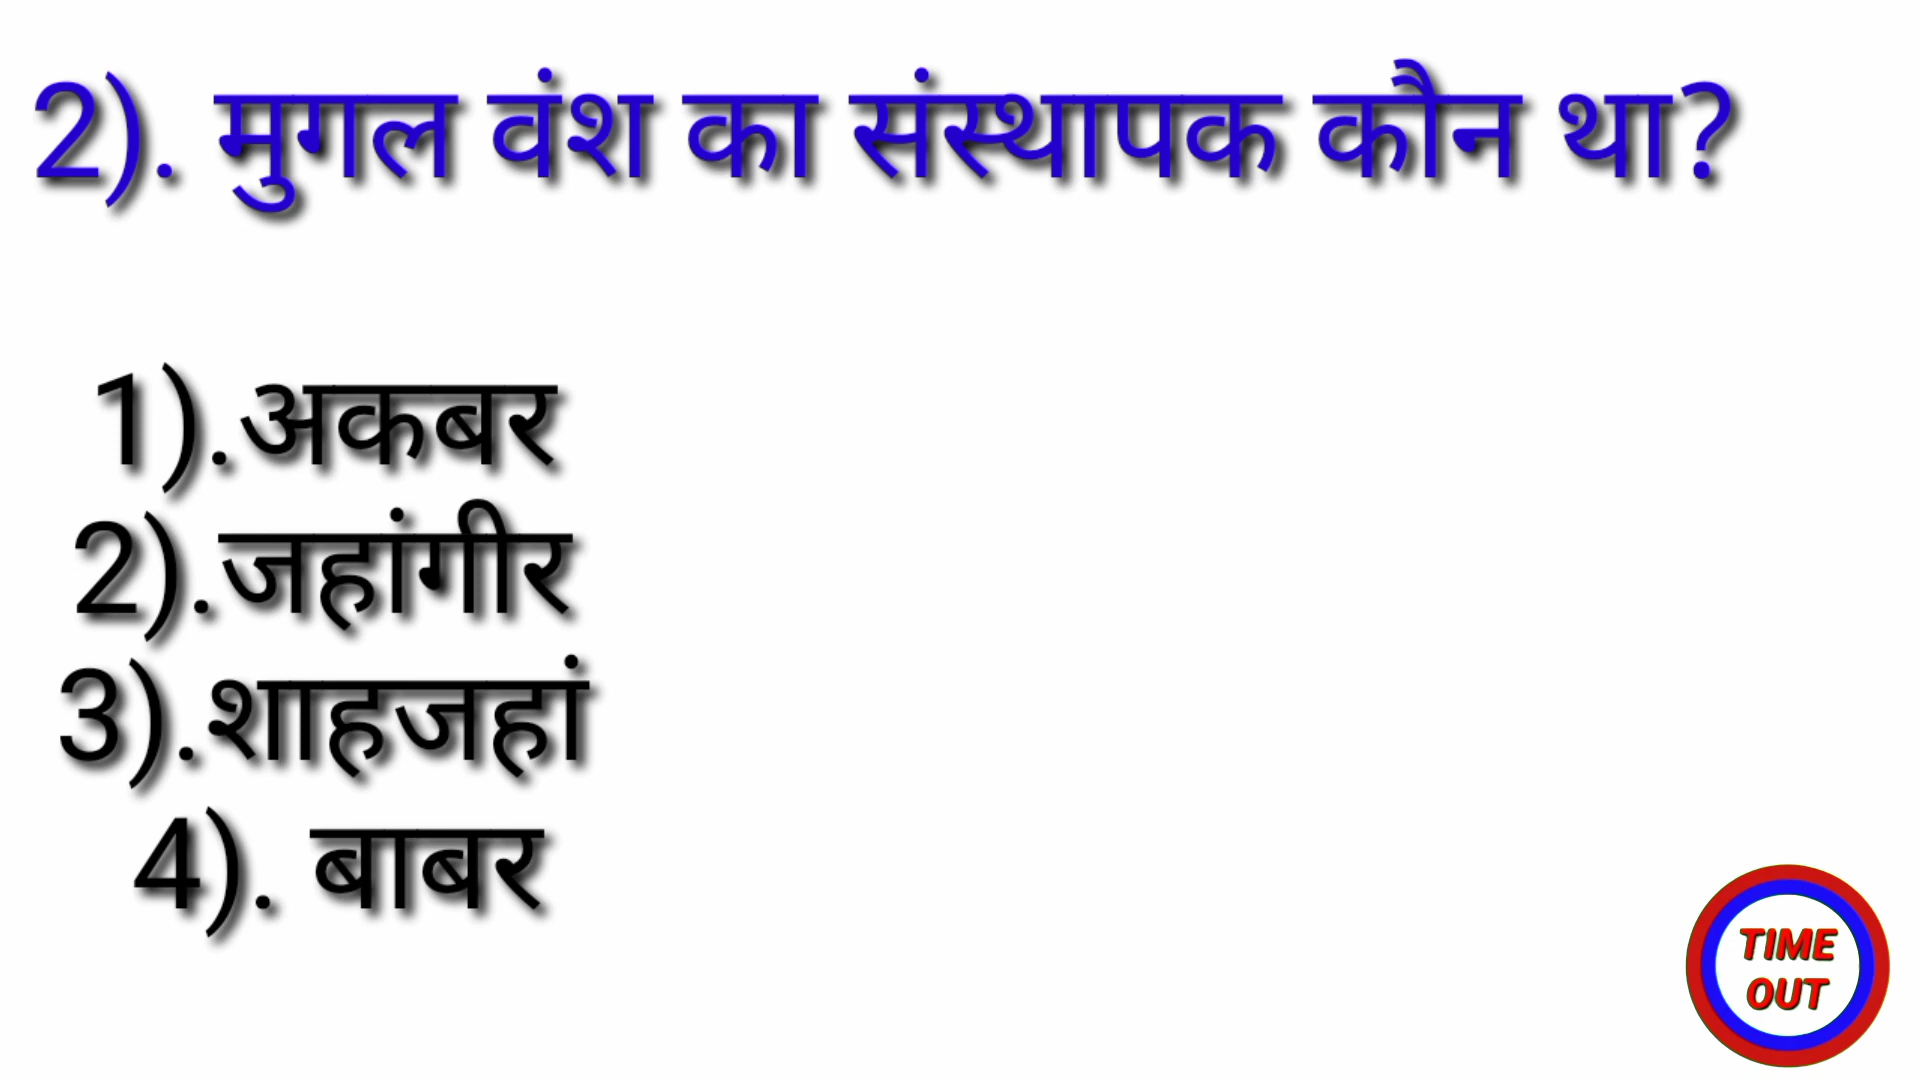 2). मुगल वंश का संस्थापक कौन था?
1).अकबर
2).जहांगीर
3).शाहजहां
4). बाबर
TIME
OUT